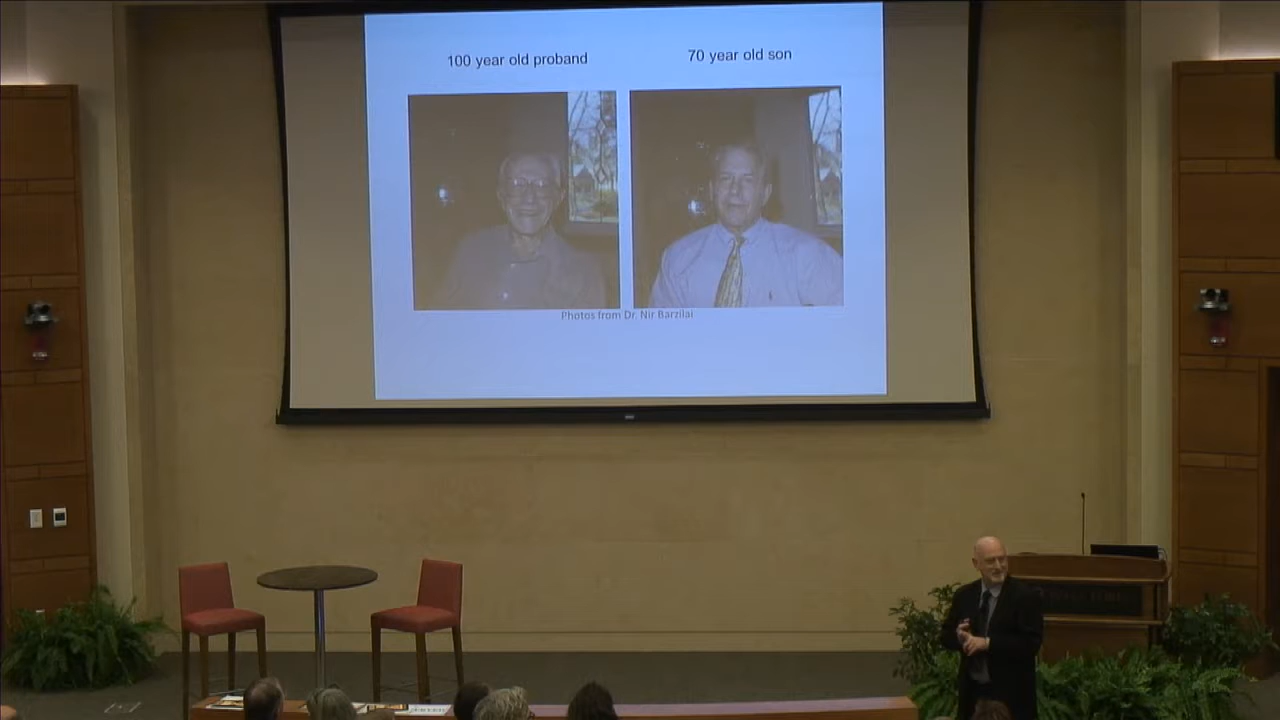 100 year old proband
70 year old son
Photos from Dr. Nir Barzilai